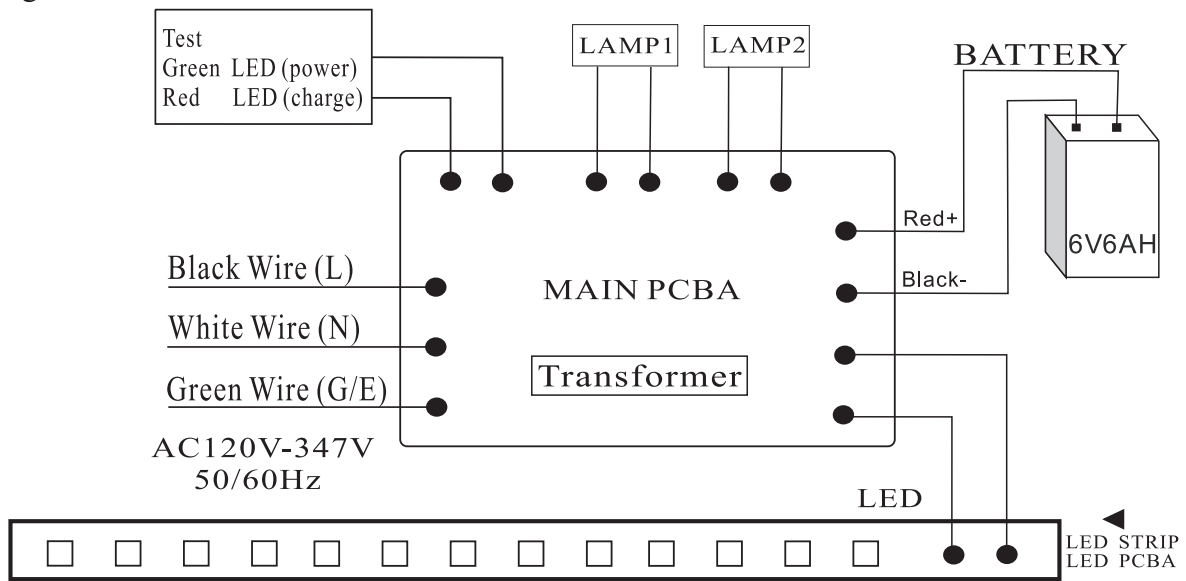 Test
Green LED (power)
Red LED (charge)
LAMP1
LAMP2
BATTERY
Red+
6V6AH
Black-
Black Wire (L)
MAIN PCBA
White Wire (N)
Transformer
Green Wire (G/E)
AC120V-347V
50/60Hz
LED
LED STRIP
LED PCBA